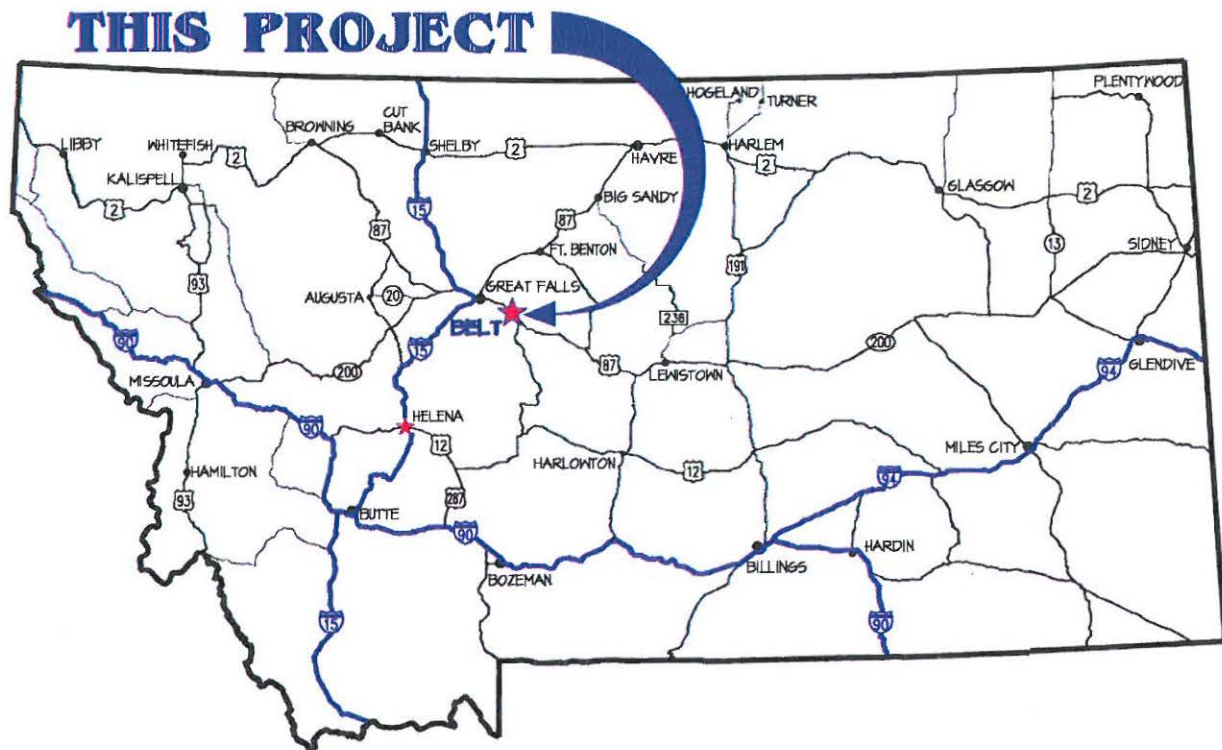 THIS PROJECT
PLENTYWOOD
HOGELAND
TURNER
CUT
BANK
BROWNING
LIBBY
WHITEFISH
SHELBY
HAVRE
HARLEM
2
2
2
KALISPELL
BIG SANDY
GLASGOW
2
2
15
87
87
FT. BENTON
13
SIDNEY
93
191
AUGUSTA
20
GREAT FALLS
BELT
236
90
15
87
LEWISTOWN
200
GLENDIVE
MISSOULA
200
94
HELENA
90
12
MILES CITY
HAMILTON
HARLOWTON
12
93
287
94
BUTTE
90
BOZEMAN
BILLINGS
HARDIN
15
90